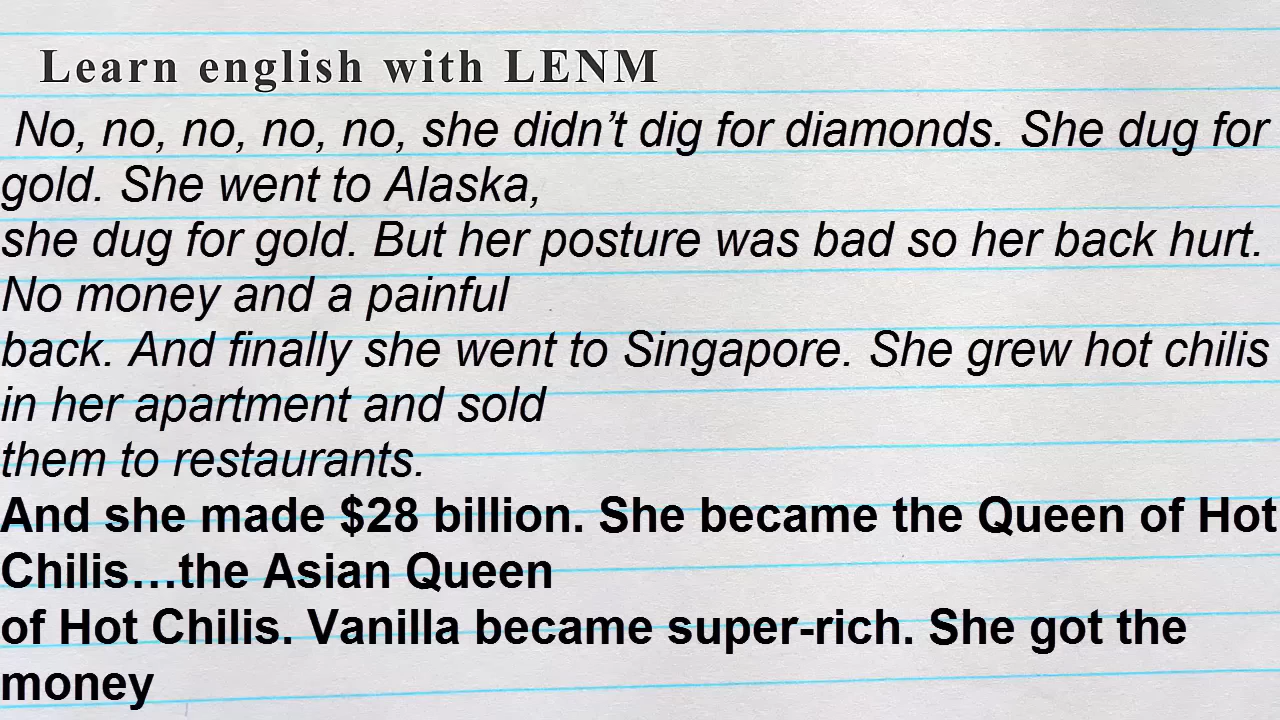 Learn english with LENM
No, no, no, no, no, she didn’t dig for diamonds. She dug for
gold. She went to Alaska,
she dug for gold. But her posture was bad so her back hurt.
No money and a painful
back. And finally she went to Singapore. She grew hot chilis
in her apartment and sold
them to restaurants.
And she made $28 billion. She became the Queen of Hot
Chilis…the Asian Queen
of Hot Chilis. Vanilla became super-rich. She got the
money